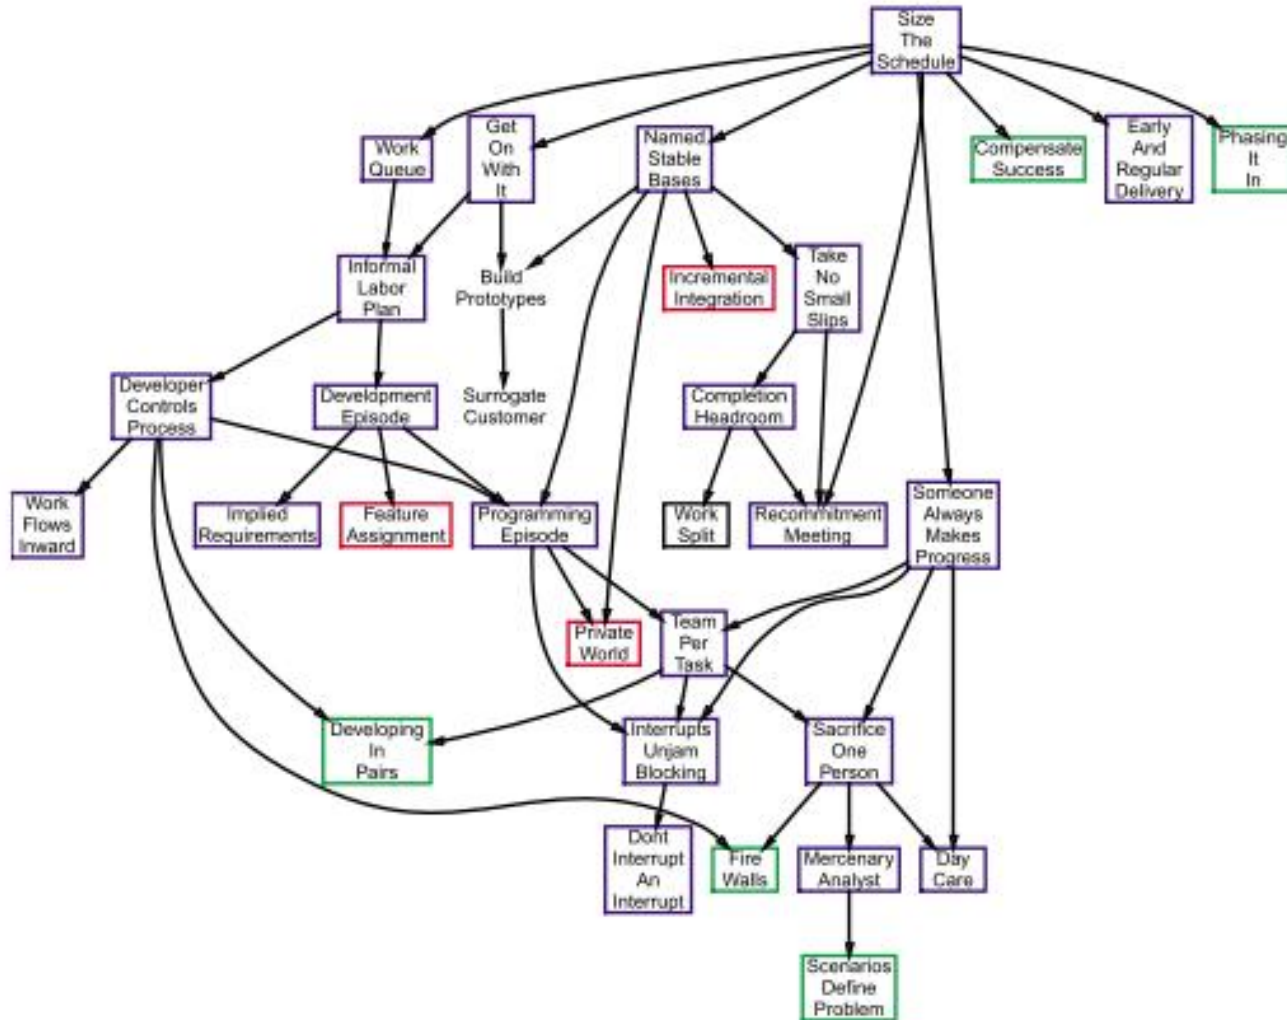 Size
The
Schedule
Work
Queue
Get
On
With
It
Named
Stable
Bases
Compensate
Success
Early
And
Regular
Delivery
Phasing
It
In
Informal
Labor
Plan
Build
Prototypes
Incremental
Integration
Take
No
Small
Slips
Developer
Controls
Process
Development
Episode
Surrogate
Customer
Completion
Headroom
Work
Flows
Inward
Implied
Requirements
Feature
Assignment
Programming
Episode
Work
Split
Recommitment
Meeting
Someone
Always
Makes
Progress
Private
World
Team
Per
Task
Developing
In
Pairs
Interrupts
Unjam
Blocking
Sacrifice
One
Person
Dont
Interrupt
An
Interrupt
Fire
Walls
Mercenary
Analyst
Day
Care
Scenarios
Define
Problem